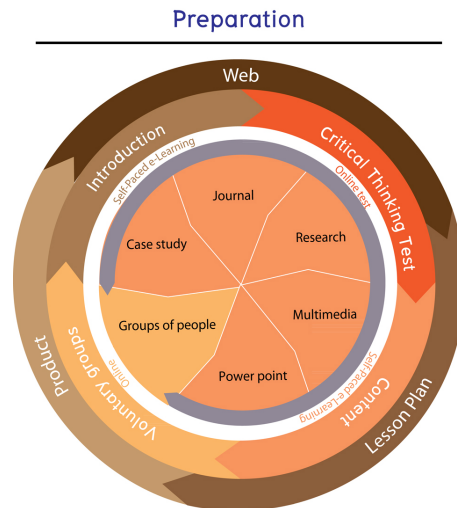 Preparation
Web
Introduction
Critical Thinking Test
Self-Paced e-Learning
Online test
Journal
Case study
Research
Groups of people
Multimedia
Power point
Product
Voluntary groups
Online
Self-Paced e-Learning
Content
Lesson Plan